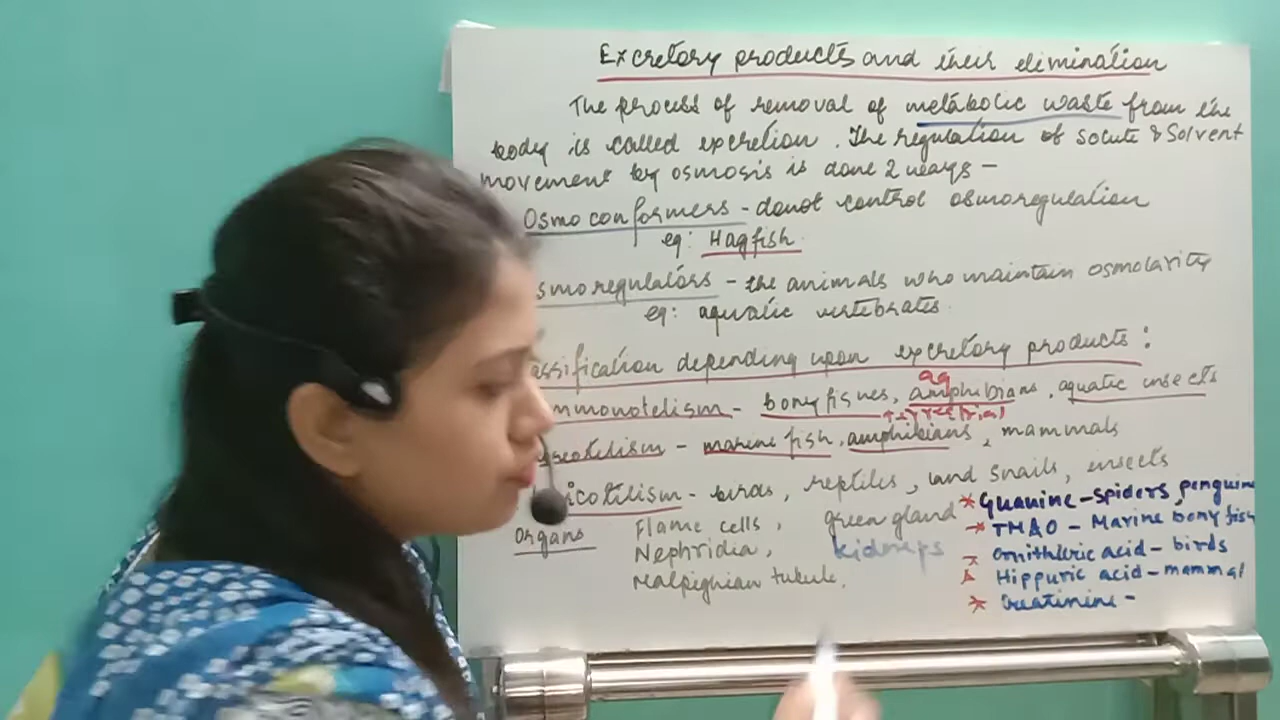 Excretory products and their elimination
The process of removal of metabolic waste from the
body is called excretion. The regulation of solute & Solvent
movement by osmosis is done 2 ways -
Osmoconformers - donot control osmoregulation
eg: Hagfish
smoregulators - the animals who maintain osmolarity
eg: aquatic vertebrates.
assification depending upon excretory products:
aq
mmonotelism - bony fishes, amphibians, aquatic insects
reotelism - marine fish, amphibians, mammals
icotelism - birds, reptiles, land snails, insects
Organs Flame cells, green gland
Nephridia, kidneys
malpighian tubule.
* Guanine - spiders, penguine
* TMAO - Marine bony fish
* Ornithuric acid - birds
* Hippuric acid - mammal
* Creatinine -